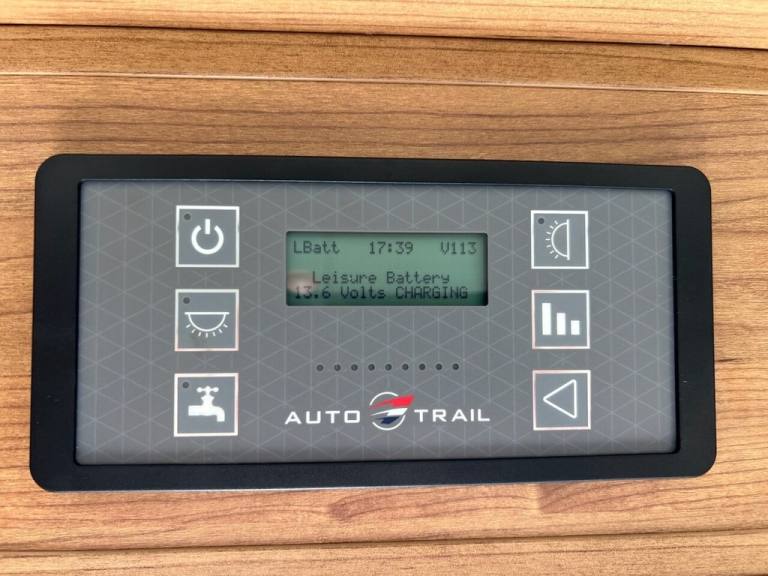 LBatt 17:39 V113
Leisure Battery
13.6 Volts CHARGING
AUTO TRAIL